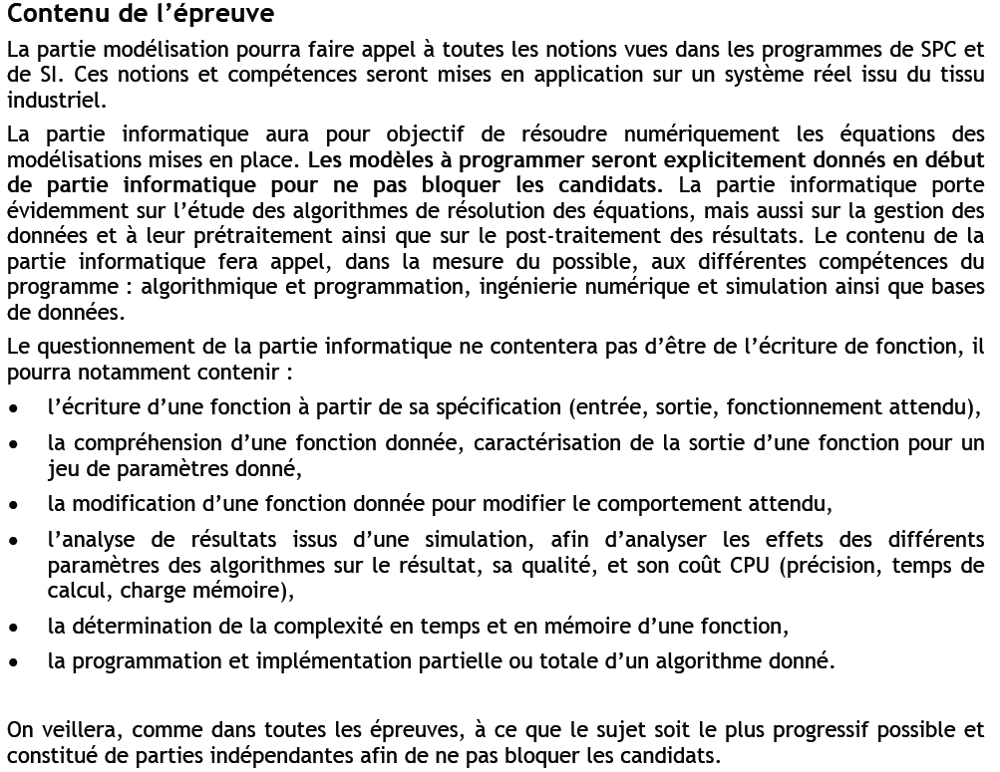 Contenu de l'épreuve
La partie modélisation pourra faire appel à toutes les notions vues dans les programmes de SPC et
de SI. Ces notions et compétences seront mises en application sur un système réel issu du tissu
industriel.
La partie informatique aura pour objectif de résoudre numériquement les équations des
modélisations mises en place. Les modèles à programmer seront explicitement donnés en début
de partie informatique pour ne pas bloquer les candidats. La partie informatique porte
évidemment sur l'étude des algorithmes de résolution des équations, mais aussi sur la gestion des
données et à leur prétraitement ainsi que sur le post-traitement des résultats. Le contenu de la
partie informatique fera appel, dans la mesure du possible, aux différentes compétences du
programme : algorithmique et programmation, ingénierie numérique et simulation ainsi que bases
de données.
Le questionnement de la partie informatique ne contentera pas d'être de l'écriture de fonction, il
pourra notamment contenir :
• l'écriture d'une fonction à partir de sa spécification (entrée, sortie, fonctionnement attendu),
• la compréhension d'une fonction donnée, caractérisation de la sortie d'une fonction pour un
jeu de paramètres donné,
• la modification d'une fonction donnée pour modifier le comportement attendu,
• l'analyse de résultats issus d'une simulation, afin d'analyser les effets des différents
paramètres des algorithmes sur le résultat, sa qualité, et son coût CPU (précision, temps de
calcul, charge mémoire),
• la détermination de la complexité en temps et en mémoire d'une fonction,
• la programmation et implémentation partielle ou totale d'un algorithme donné.
On veillera, comme dans toutes les épreuves, à ce que le sujet soit le plus progressif possible et
constitué de parties indépendantes afin de ne pas bloquer les candidats.